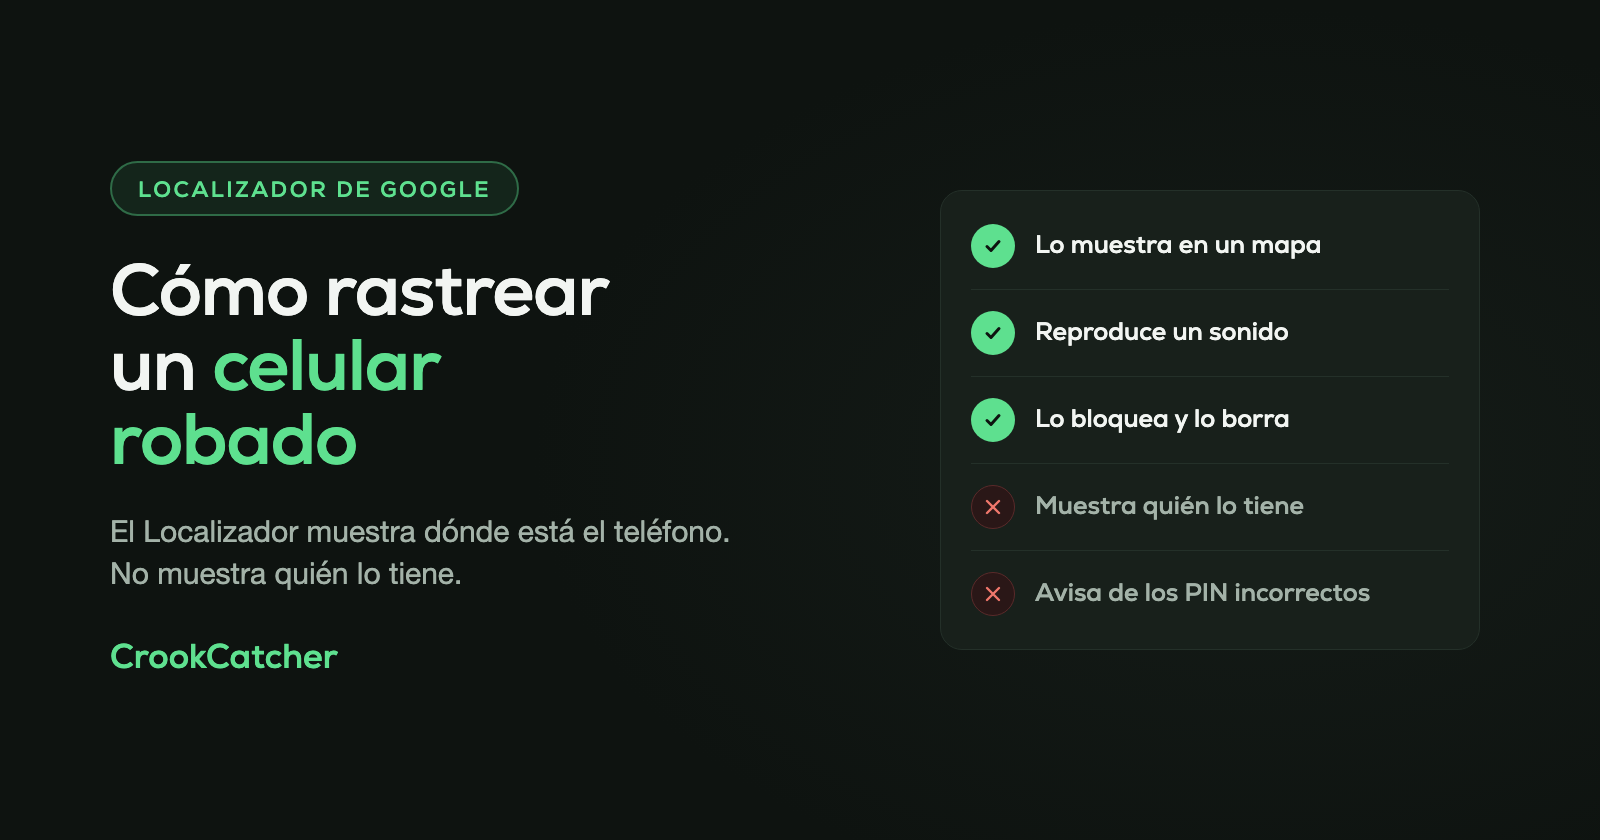 LOCALIZADOR DE GOOGLE
Cómo rastrear
un celular
robado
El Localizador muestra dónde está el teléfono.
No muestra quién lo tiene.
CrookCatcher
Lo muestra en un mapa
Reproduce un sonido
Lo bloquea y lo borra
Muestra quién lo tiene
Avisa de los PIN incorrectos